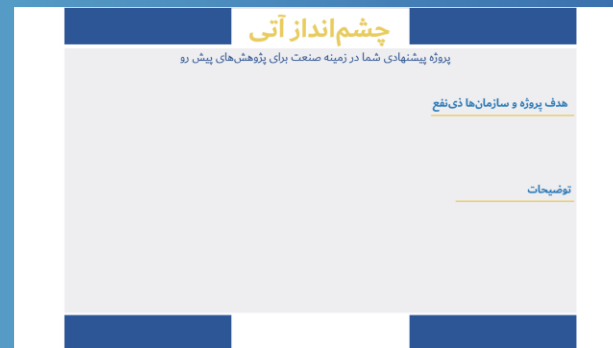 چشم‌انداز آتی
پروژه پیشنهادی شما در زمینه صنعت برای پژوهش‌های پیش رو
هدف پروژه و سازمان‌ها ذی‌نفع
توضیحات